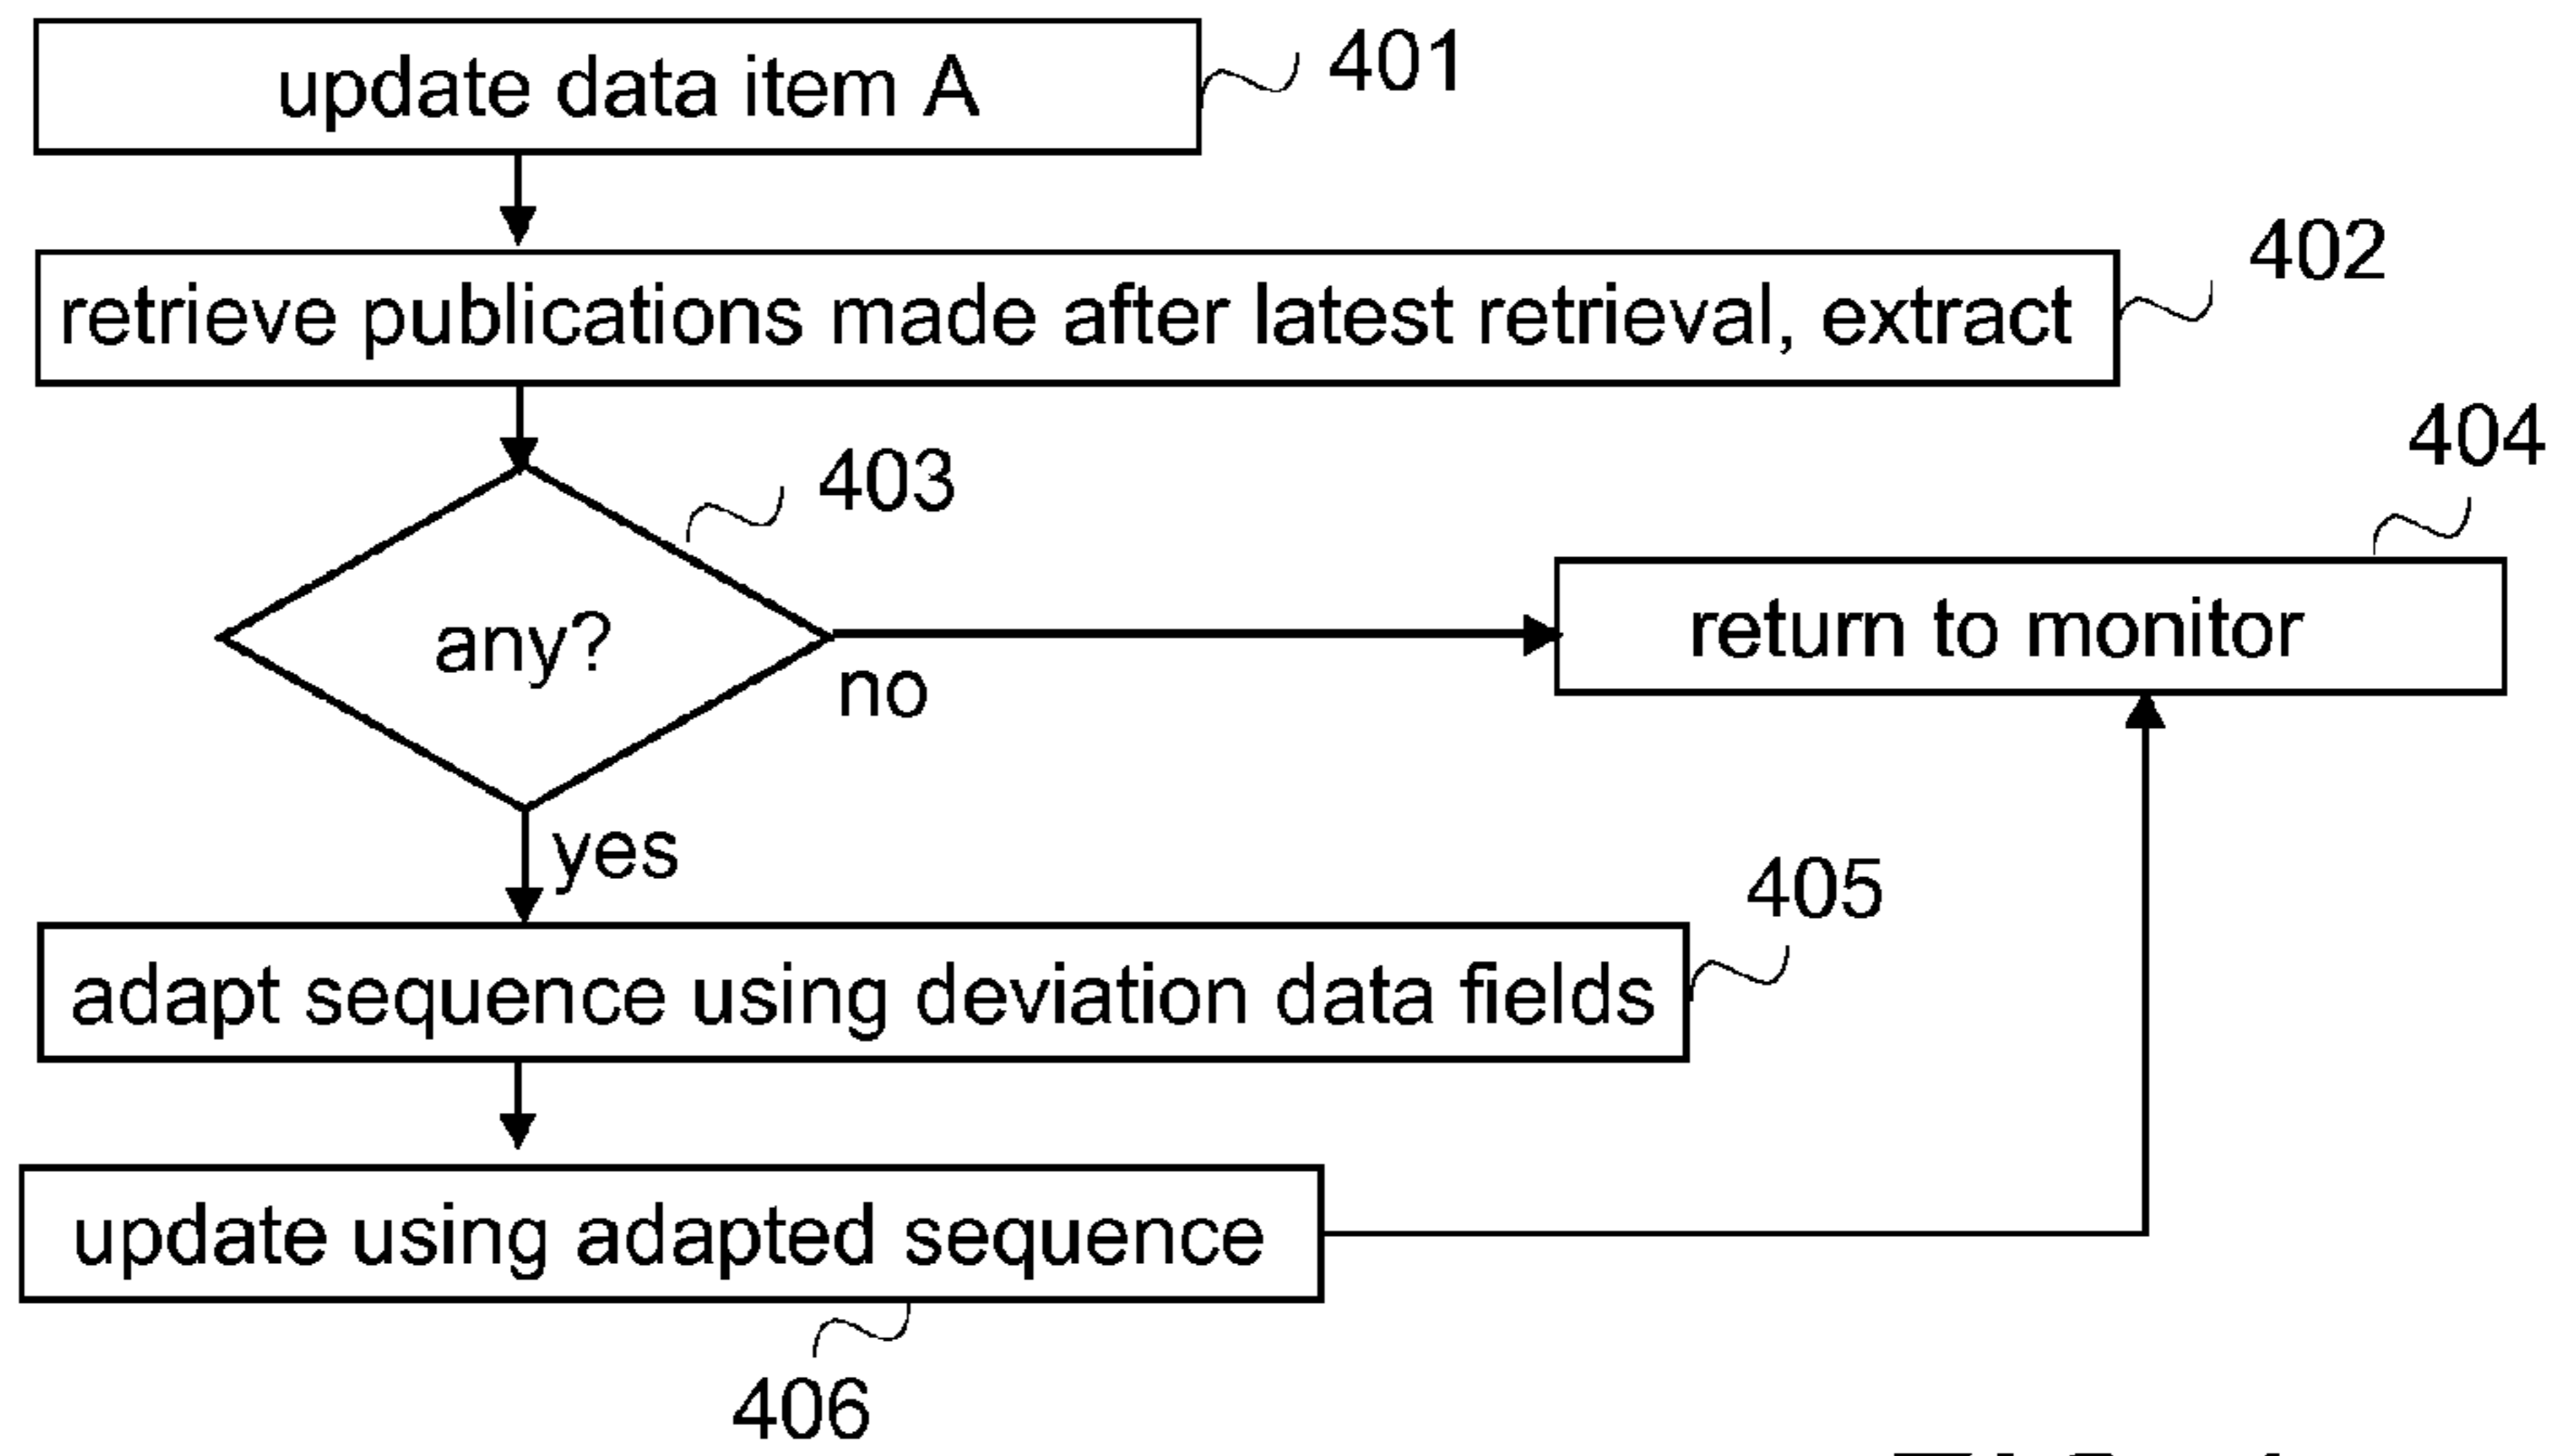 update data item A
401
retrieve publications made after latest retrieval, extract
402
any?
403
no
return to monitor
404
yes
adapt sequence using deviation data fields
405
update using adapted sequence
406